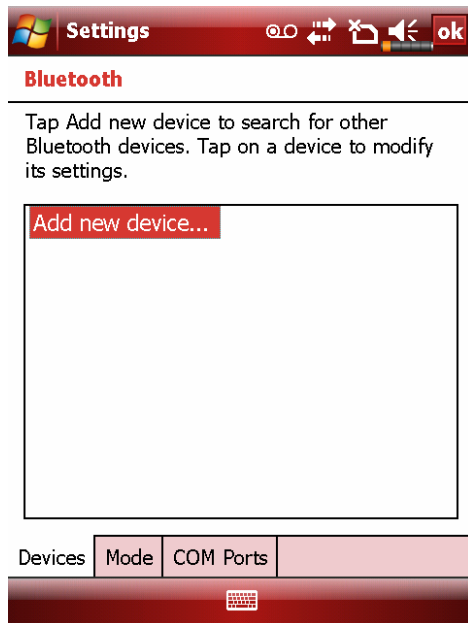 Settings
ok
Bluetooth
Tap Add new device to search for other
Bluetooth devices. Tap on a device to modify
its settings.
Add new device...
Devices Mode COM Ports